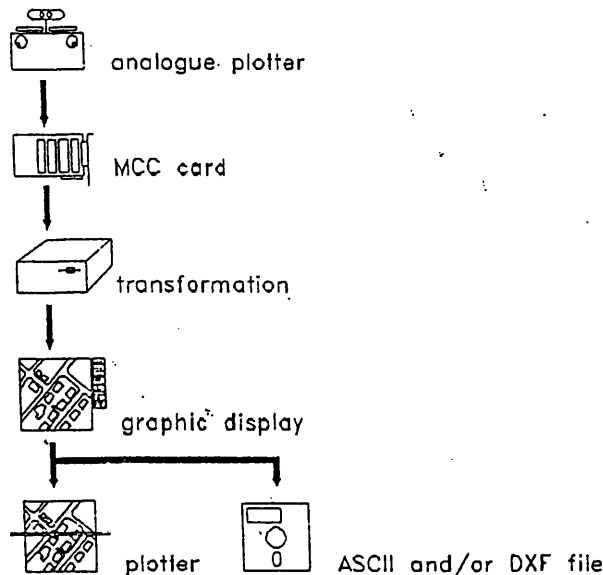 analogue plotter
MCC card
transformation
graphic display
plotter
ASCII and/or DXF file